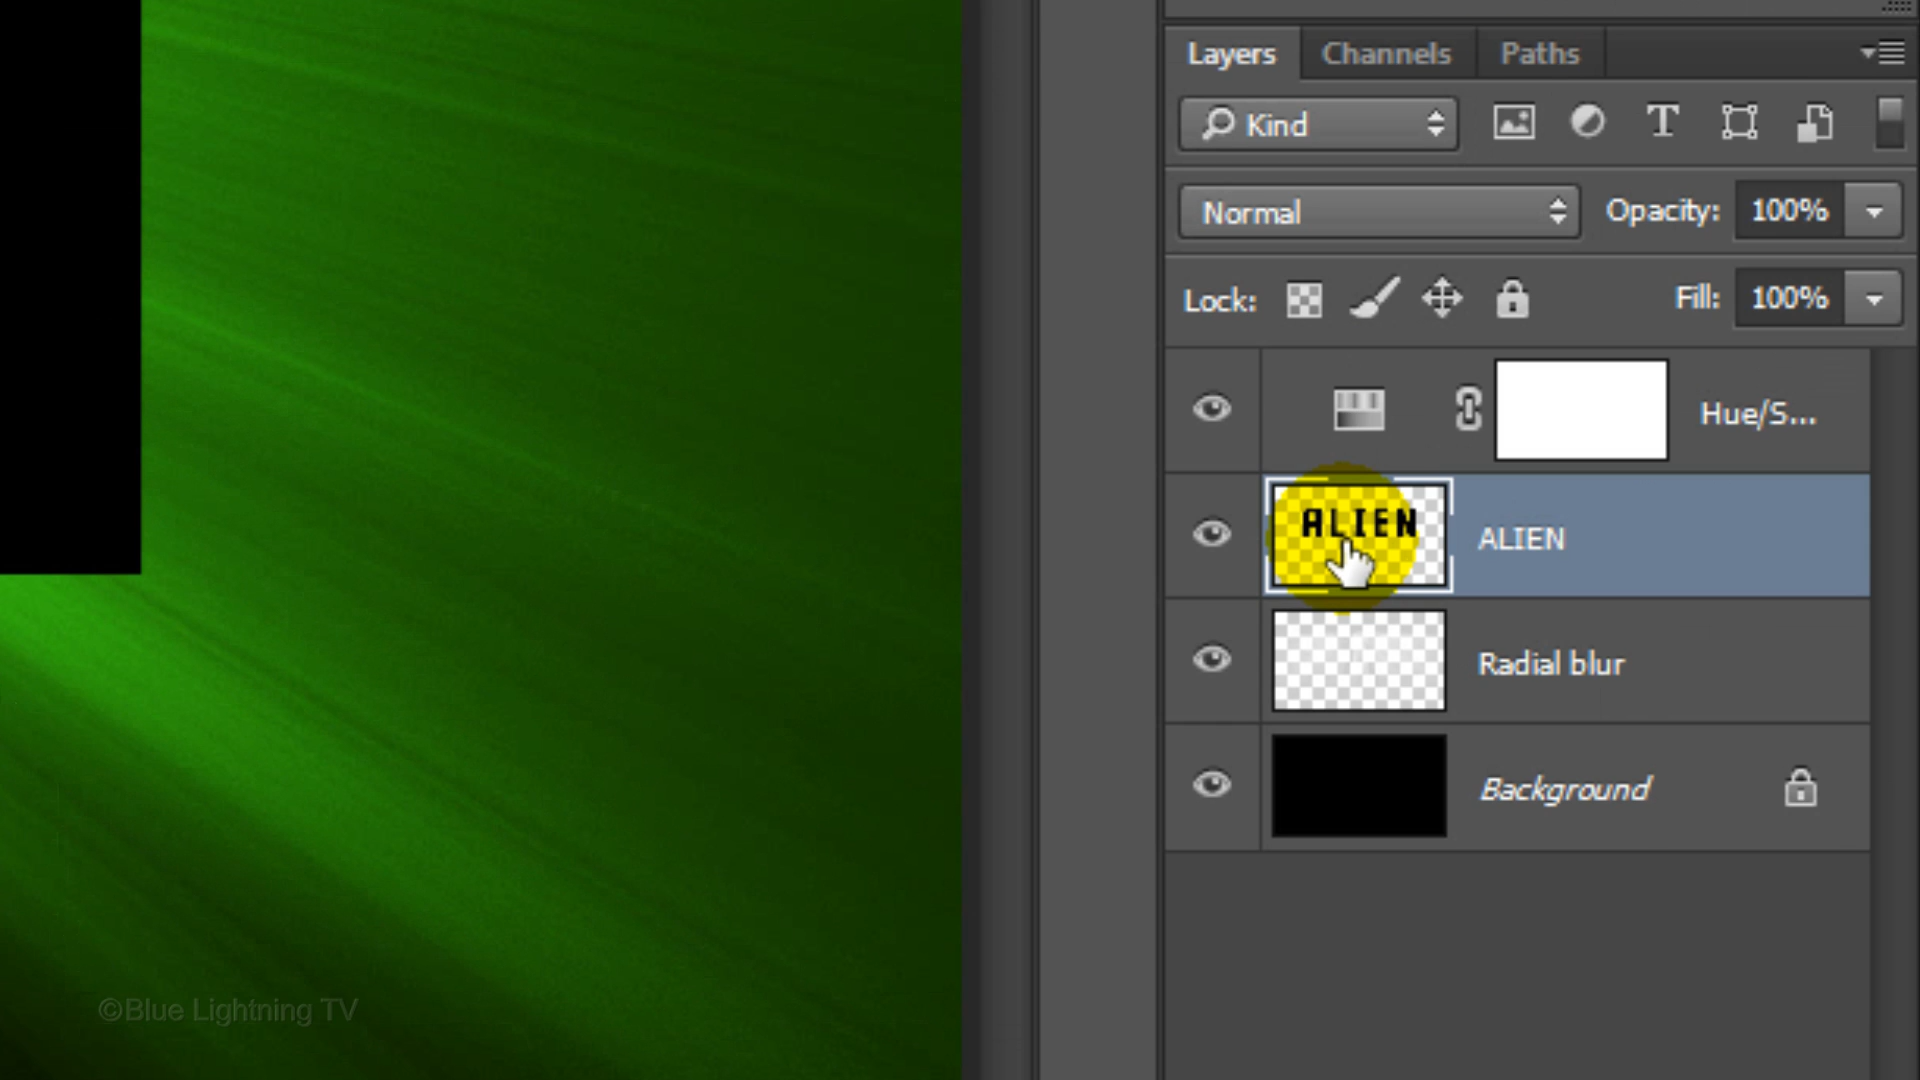 Layers Channels Paths
Kind T
Normal Opacity: 100%
Lock: Fill: 100%
Hue/S...
ALIEN ALIEN
Radial blur
Background
©Blue Lightning TV